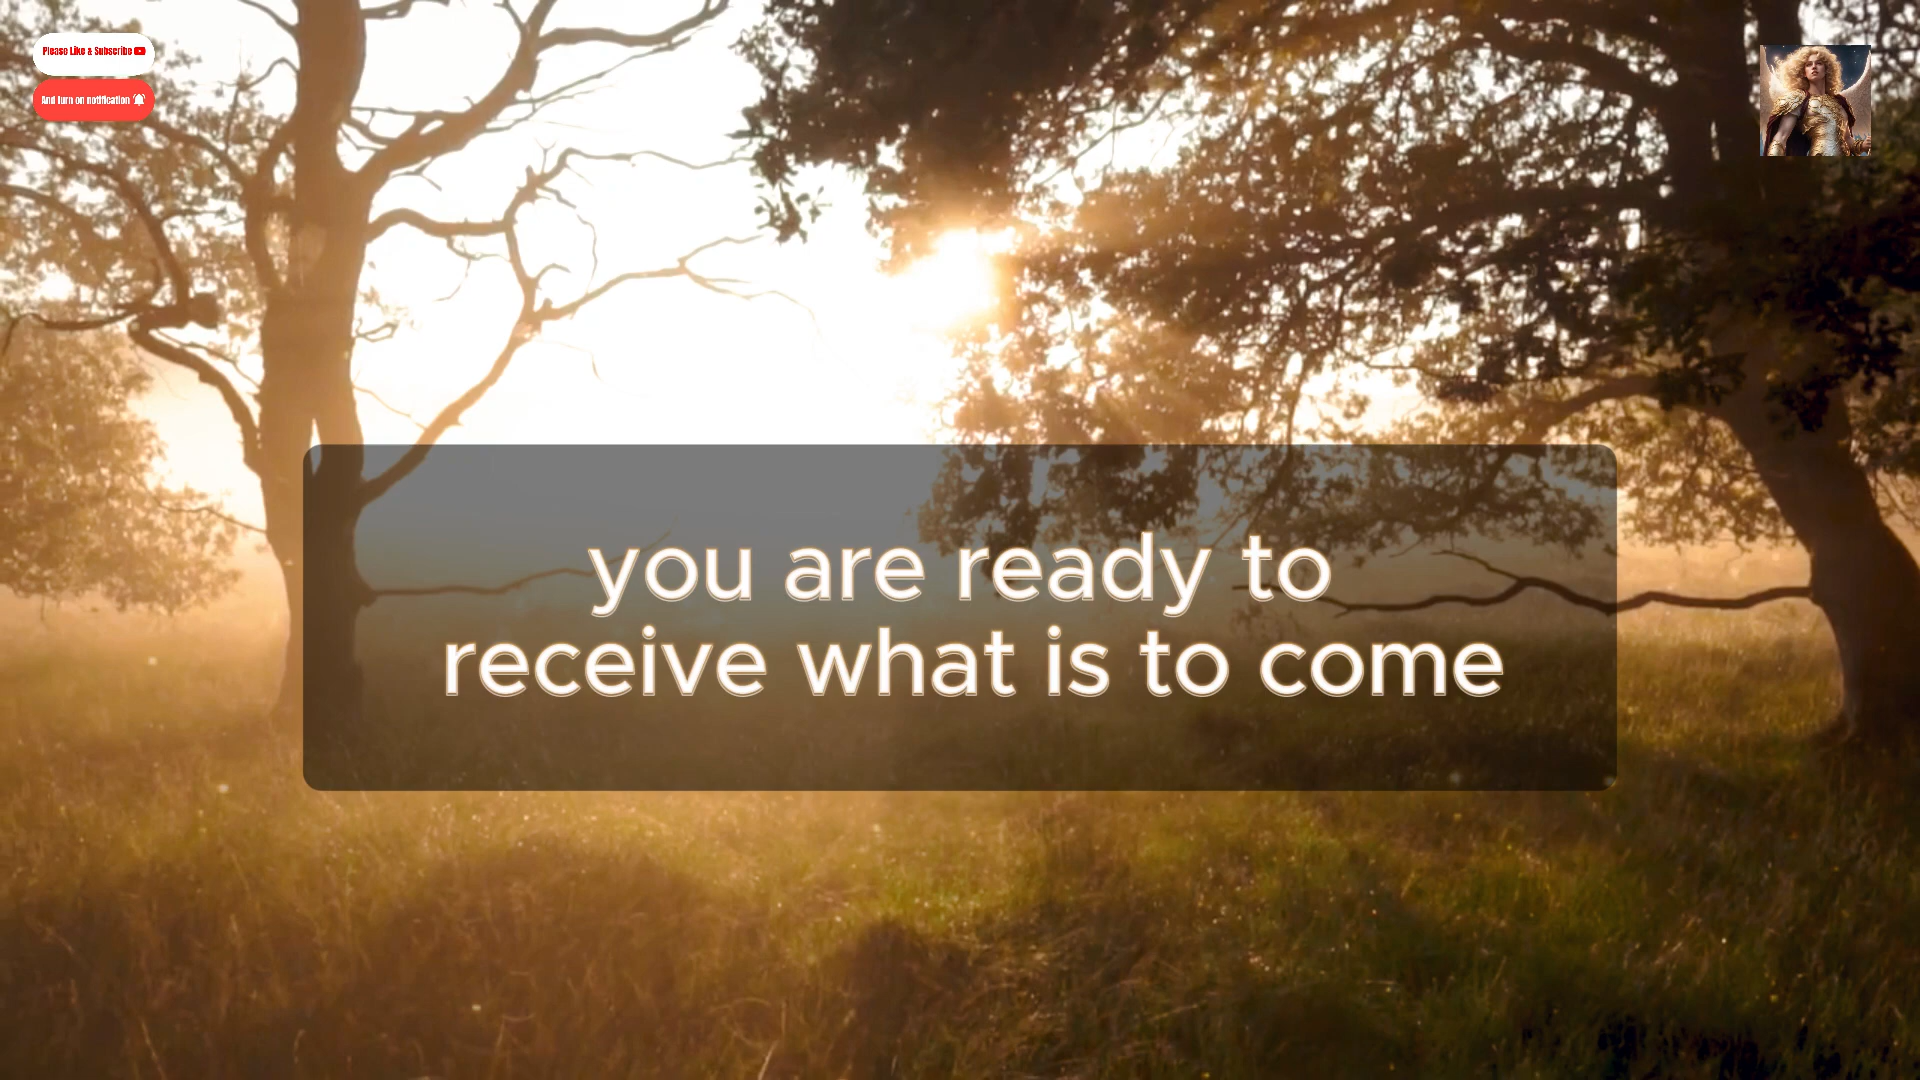 Please Like & Subscribe
And turn on notification
you are ready to
receive what is to come